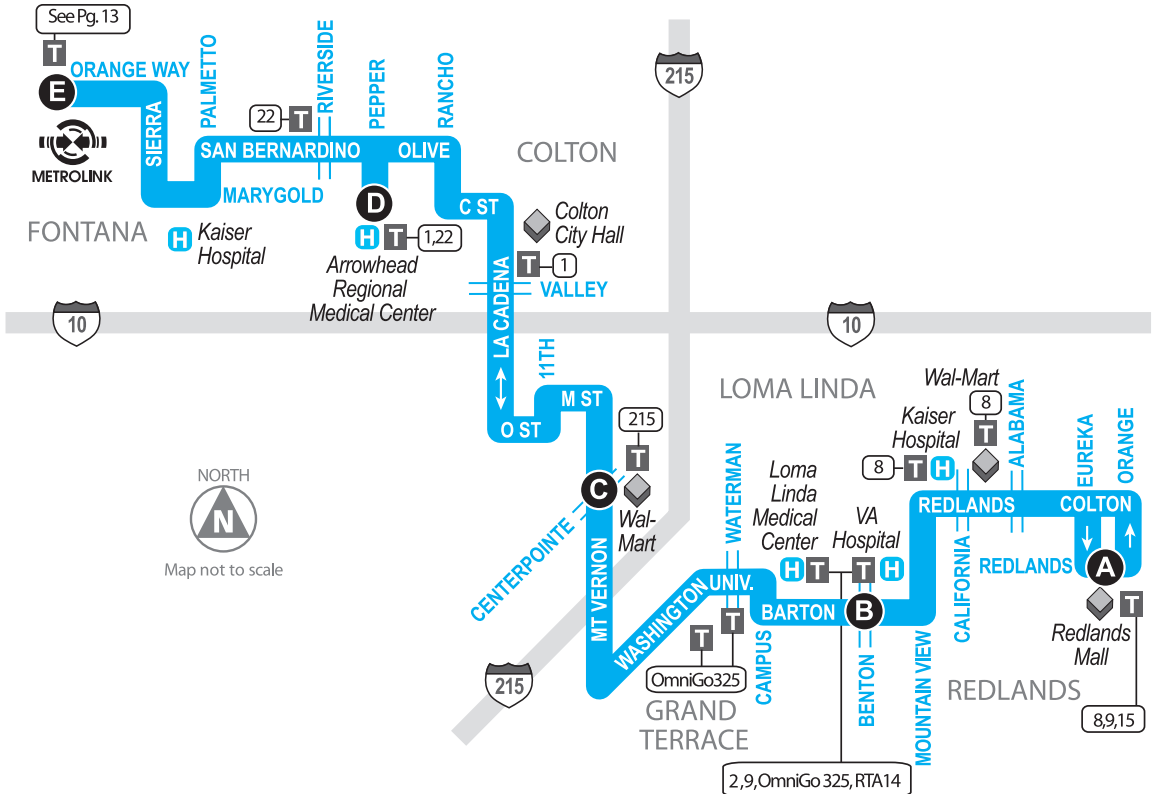 See Pg. 13
T
ORANGE WAY
E
METROLINK
SIERRA
PALMETTO
22
T
RIVERSIDE
PEPPER
RANCHO
SAN BERNARDINO
OLIVE
MARYGOLD
FONTANA
H
Kaiser
Hospital
D
H
T
1,22
Arrowhead
Regional
Medical Center
COLTON
C ST
Colton
City Hall
T
1
VALLEY
LA CADENA
215
10
10
11TH
M ST
O ST
215
T
C
Wal-
Mart
CENTERPOINTE
MT VERNON
NORTH
N
Map not to scale
215
WASHINGTON
UNIV.
WATERMAN
T
T
OmniGo325
GRAND
TERRACE
LOMA LINDA
Loma
Linda
Medical
Center
H
T
VA
Hospital
T
H
BARTON
B
CAMPUS
BENTON
MOUNTAIN VIEW
2,9,OmniGo 325,RTA14
Wal-Mart
8
T
Kaiser
Hospital
8
T
H
REDLANDS
CALIFORNIA
ALABAMA
EUREKA
ORANGE
COLTON
REDLANDS
A
T
Redlands
Mall
REDLANDS
8,9,15